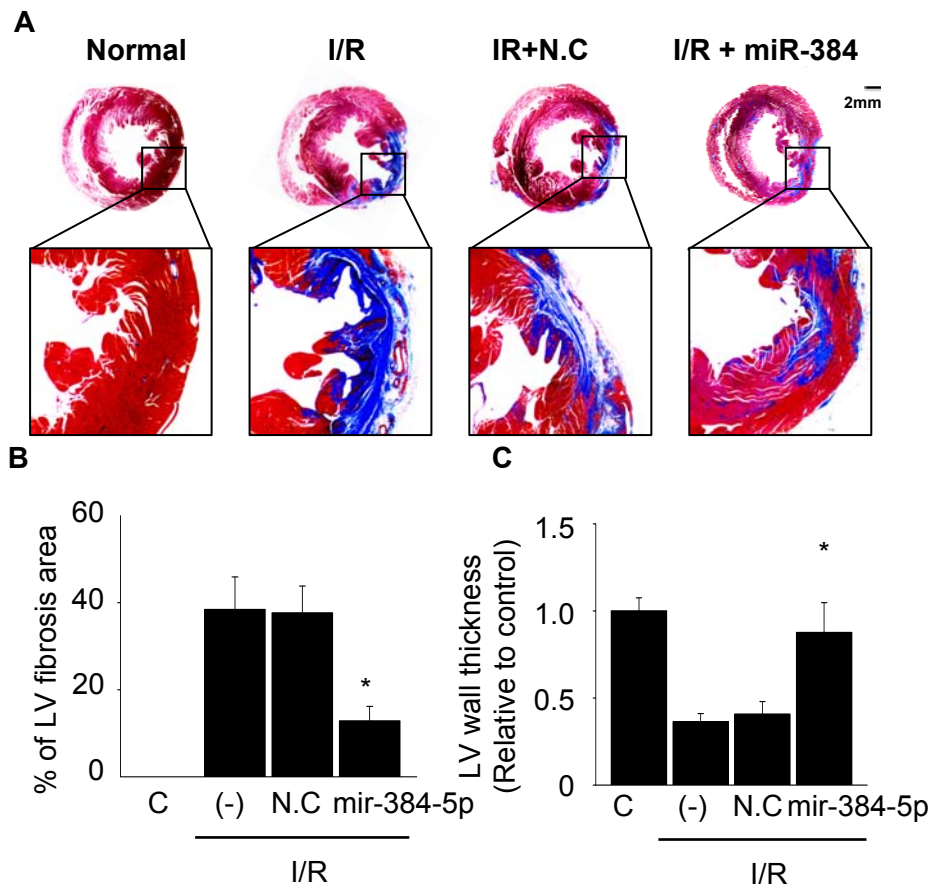 A
Normal I/R IR+N.C I/R + miR-384
2mm
B
% of LV fibrosis area
60
40
20
0
C (-) N.C mir-384-5p
I/R
*
C
LV wall thickness
(Relative to control)
1.5
1.0
0.5
0
C (-) N.C mir-384-5p
I/R
*